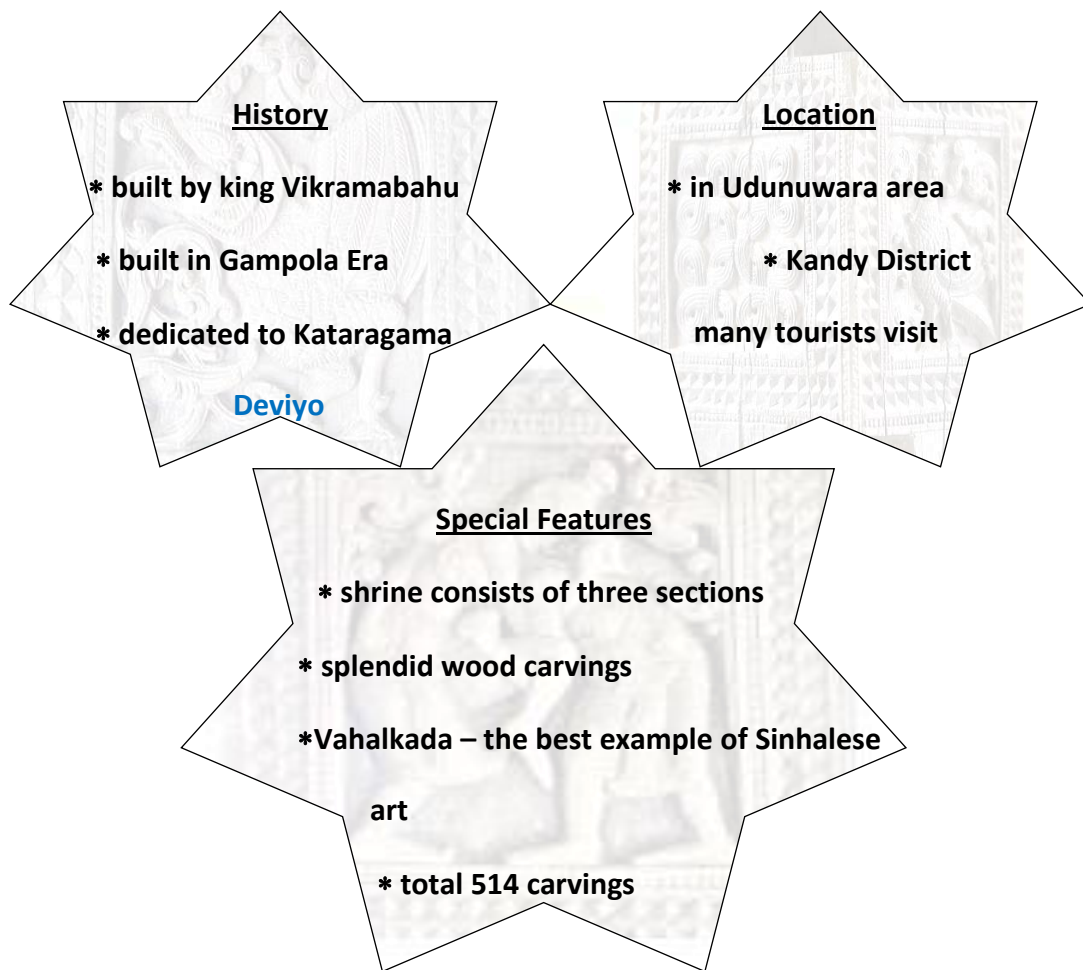 History
* built by king Vikramabahu
* built in Gampola Era
* dedicated to Kataragama
Deviyo
Location
* in Udunuwara area
* Kandy District
many tourists visit
Special Features
* shrine consists of three sections
* splendid wood carvings
*Vahalkada – the best example of Sinhalese
art
* total 514 carvings